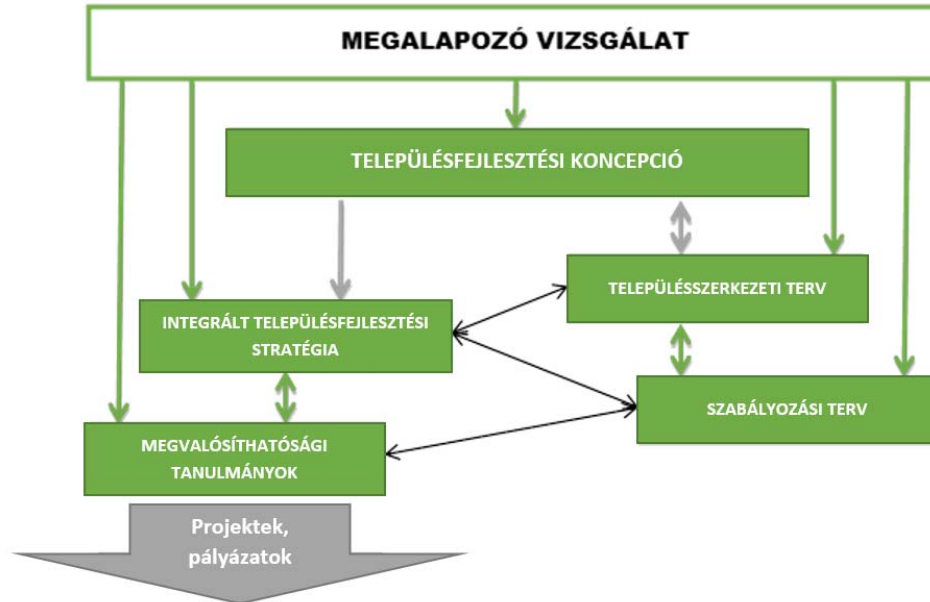 MEGALAPOZÓ VIZSGÁLAT
TELEPÜLÉSFEJLESZTÉSI KONCEPCIÓ
TELEPÜLÉSSZERKEZETI TERV
INTEGRÁLT TELEPÜLÉSFEJLESZTÉSI
STRATÉGIA
SZABÁLYOZÁSI TERV
MEGVALÓSÍTHATÓSÁGI
TANULMÁNYOK
Projektek,
pályázatok